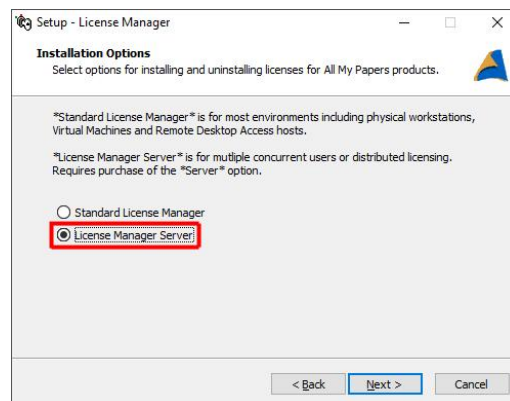 Setup - License Manager
Installation Options
Select options for installing and uninstalling licenses for All My Papers products.
*Standard License Manager* is for most environments including physical workstations,
Virtual Machines and Remote Desktop Access hosts.
*License Manager Server* is for mutliple concurrent users or distributed licensing.
Requires purchase of the *Server* option.
Standard License Manager
License Manager Server
< Back
Next >
Cancel